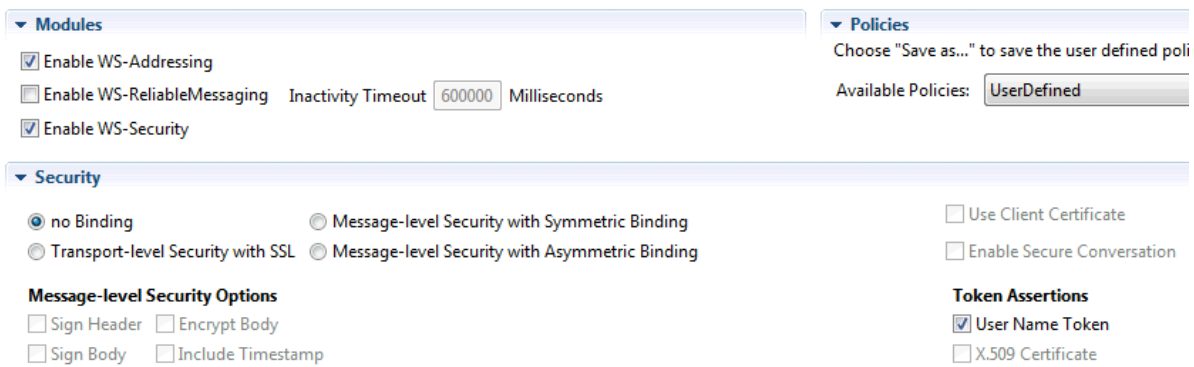 Modules
Enable WS-Addressing
Enable WS-ReliableMessaging Inactivity Timeout 600000 Milliseconds
Enable WS-Security
Policies
Choose "Save as..." to save the user defined poli
Available Policies: UserDefined
Security
no Binding Message-level Security with Symmetric Binding Use Client Certificate
Transport-level Security with SSL Message-level Security with Asymmetric Binding Enable Secure Conversation
Message-level Security Options Token Assertions
Sign Header Encrypt Body User Name Token
Sign Body Include Timestamp X.509 Certificate